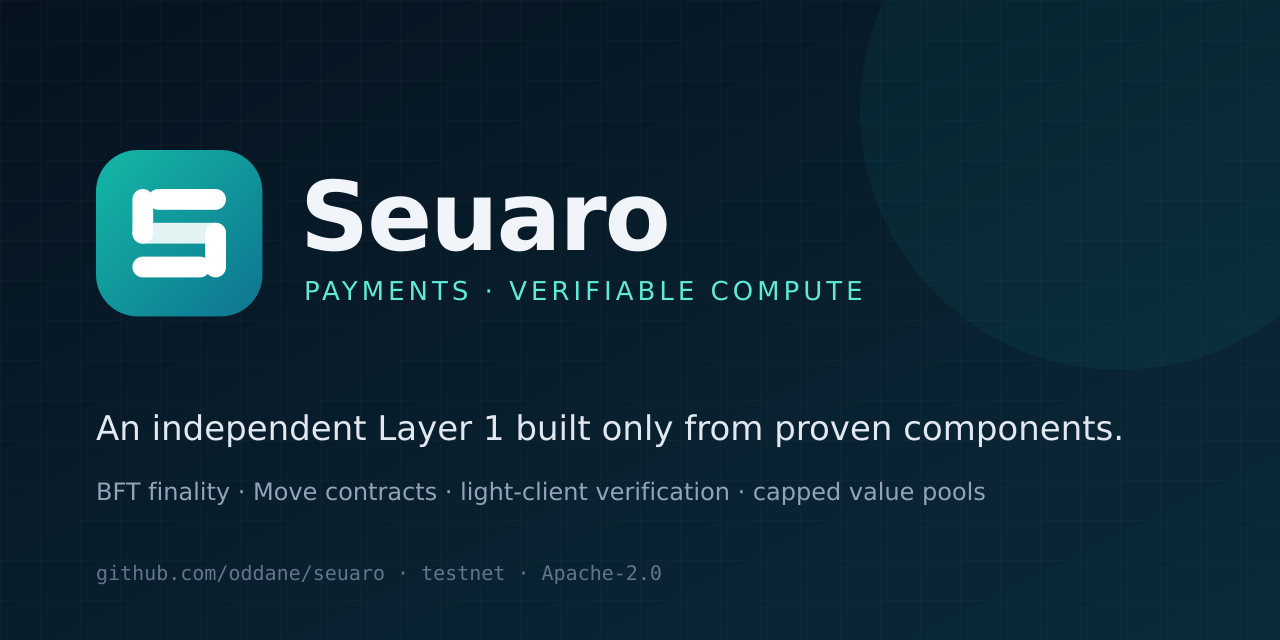 Seuaro
PAYMENTS · VERIFIABLE COMPUTE
An independent Layer 1 built only from proven components.
BFT finality · Move contracts · light-client verification · capped value pools
github.com/oddane/seuaro · testnet · Apache-2.0